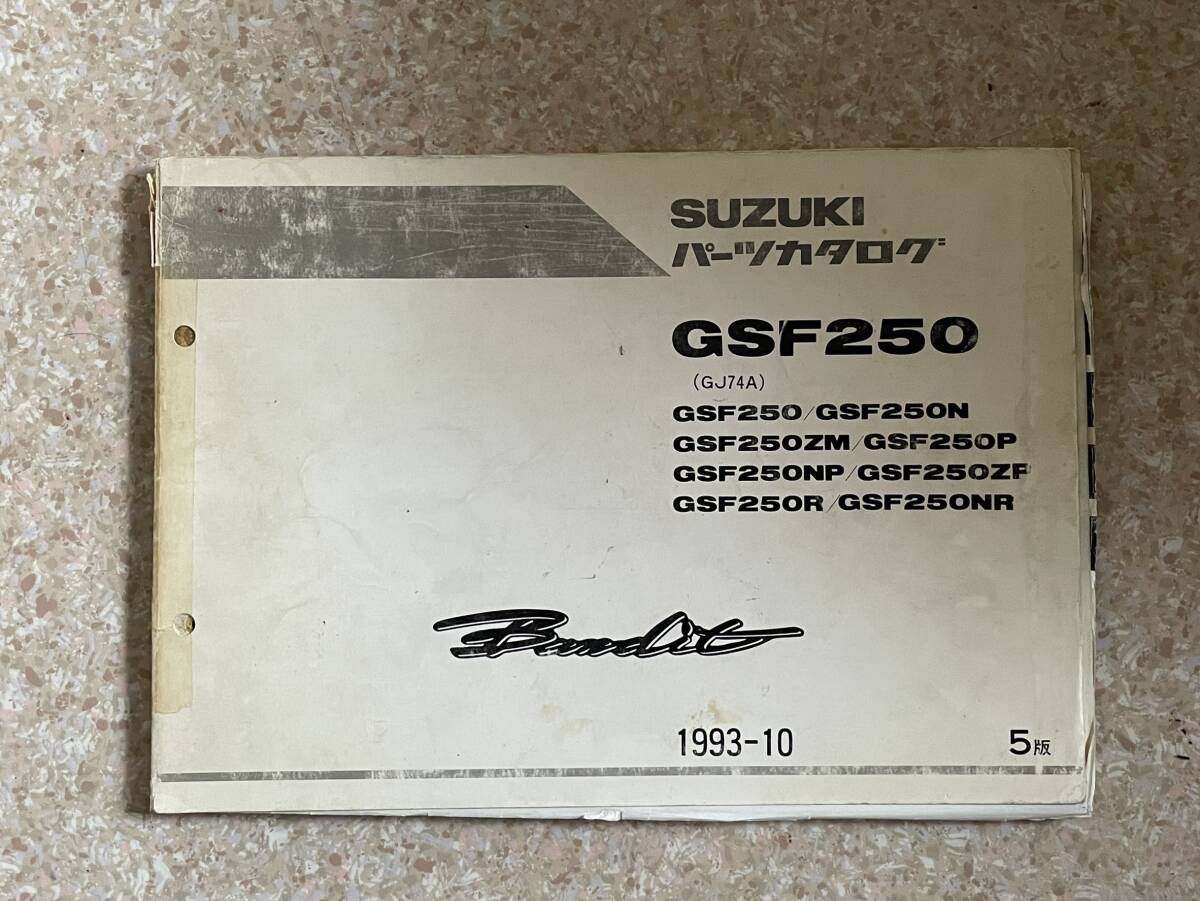 SUZUKI
パーツカタログ
GSF250
(GJ74A)
GSF250/GSF250N
GSF250ZM/GSF250P
GSF250NP/GSF250ZP
GSF250R/GSF250NR
Bandit
1993-10
5版